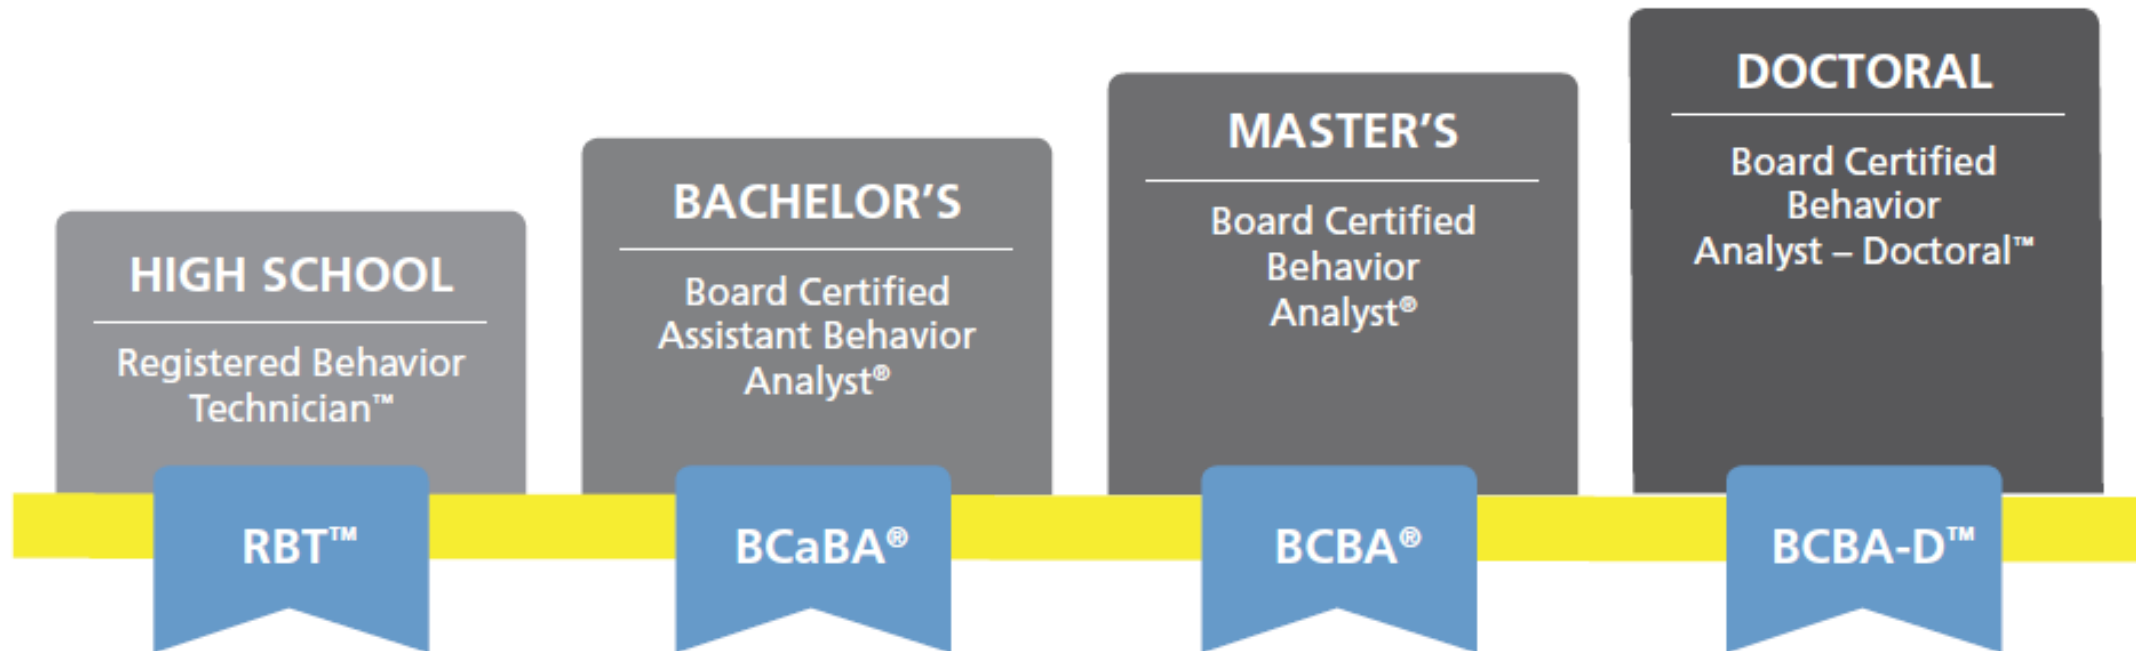 HIGH SCHOOL
Registered Behavior
Technician™
RBT™
BACHELOR’S
Board Certified
Assistant Behavior
Analyst®
BCaBA®
MASTER’S
Board Certified
Behavior
Analyst®
BCBA®
DOCTORAL
Board Certified
Behavior
Analyst – Doctoral™
BCBA-D™